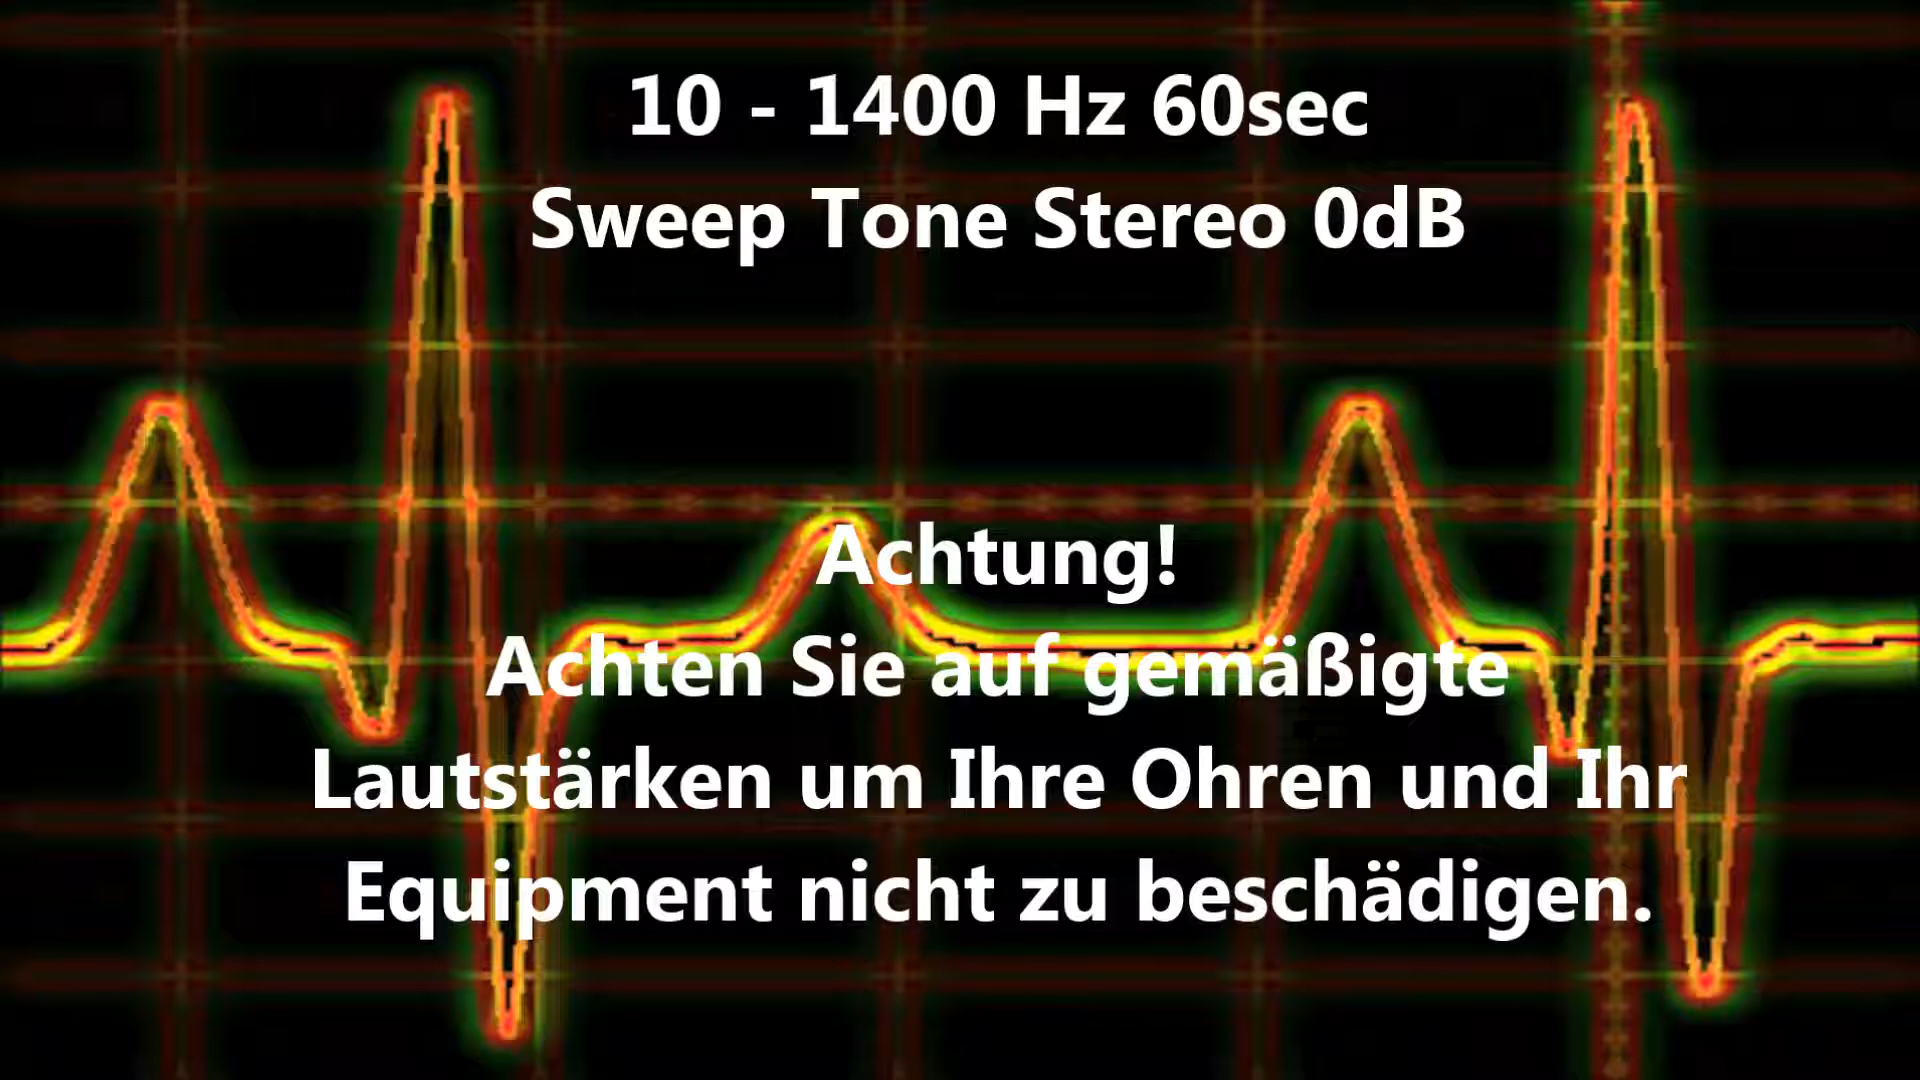 10 - 1400 Hz 60sec
Sweep Tone Stereo 0dB
Achtung!
Achten Sie auf gemäßigte
Lautstärken um Ihre Ohren und Ihr
Equipment nicht zu beschädigen.